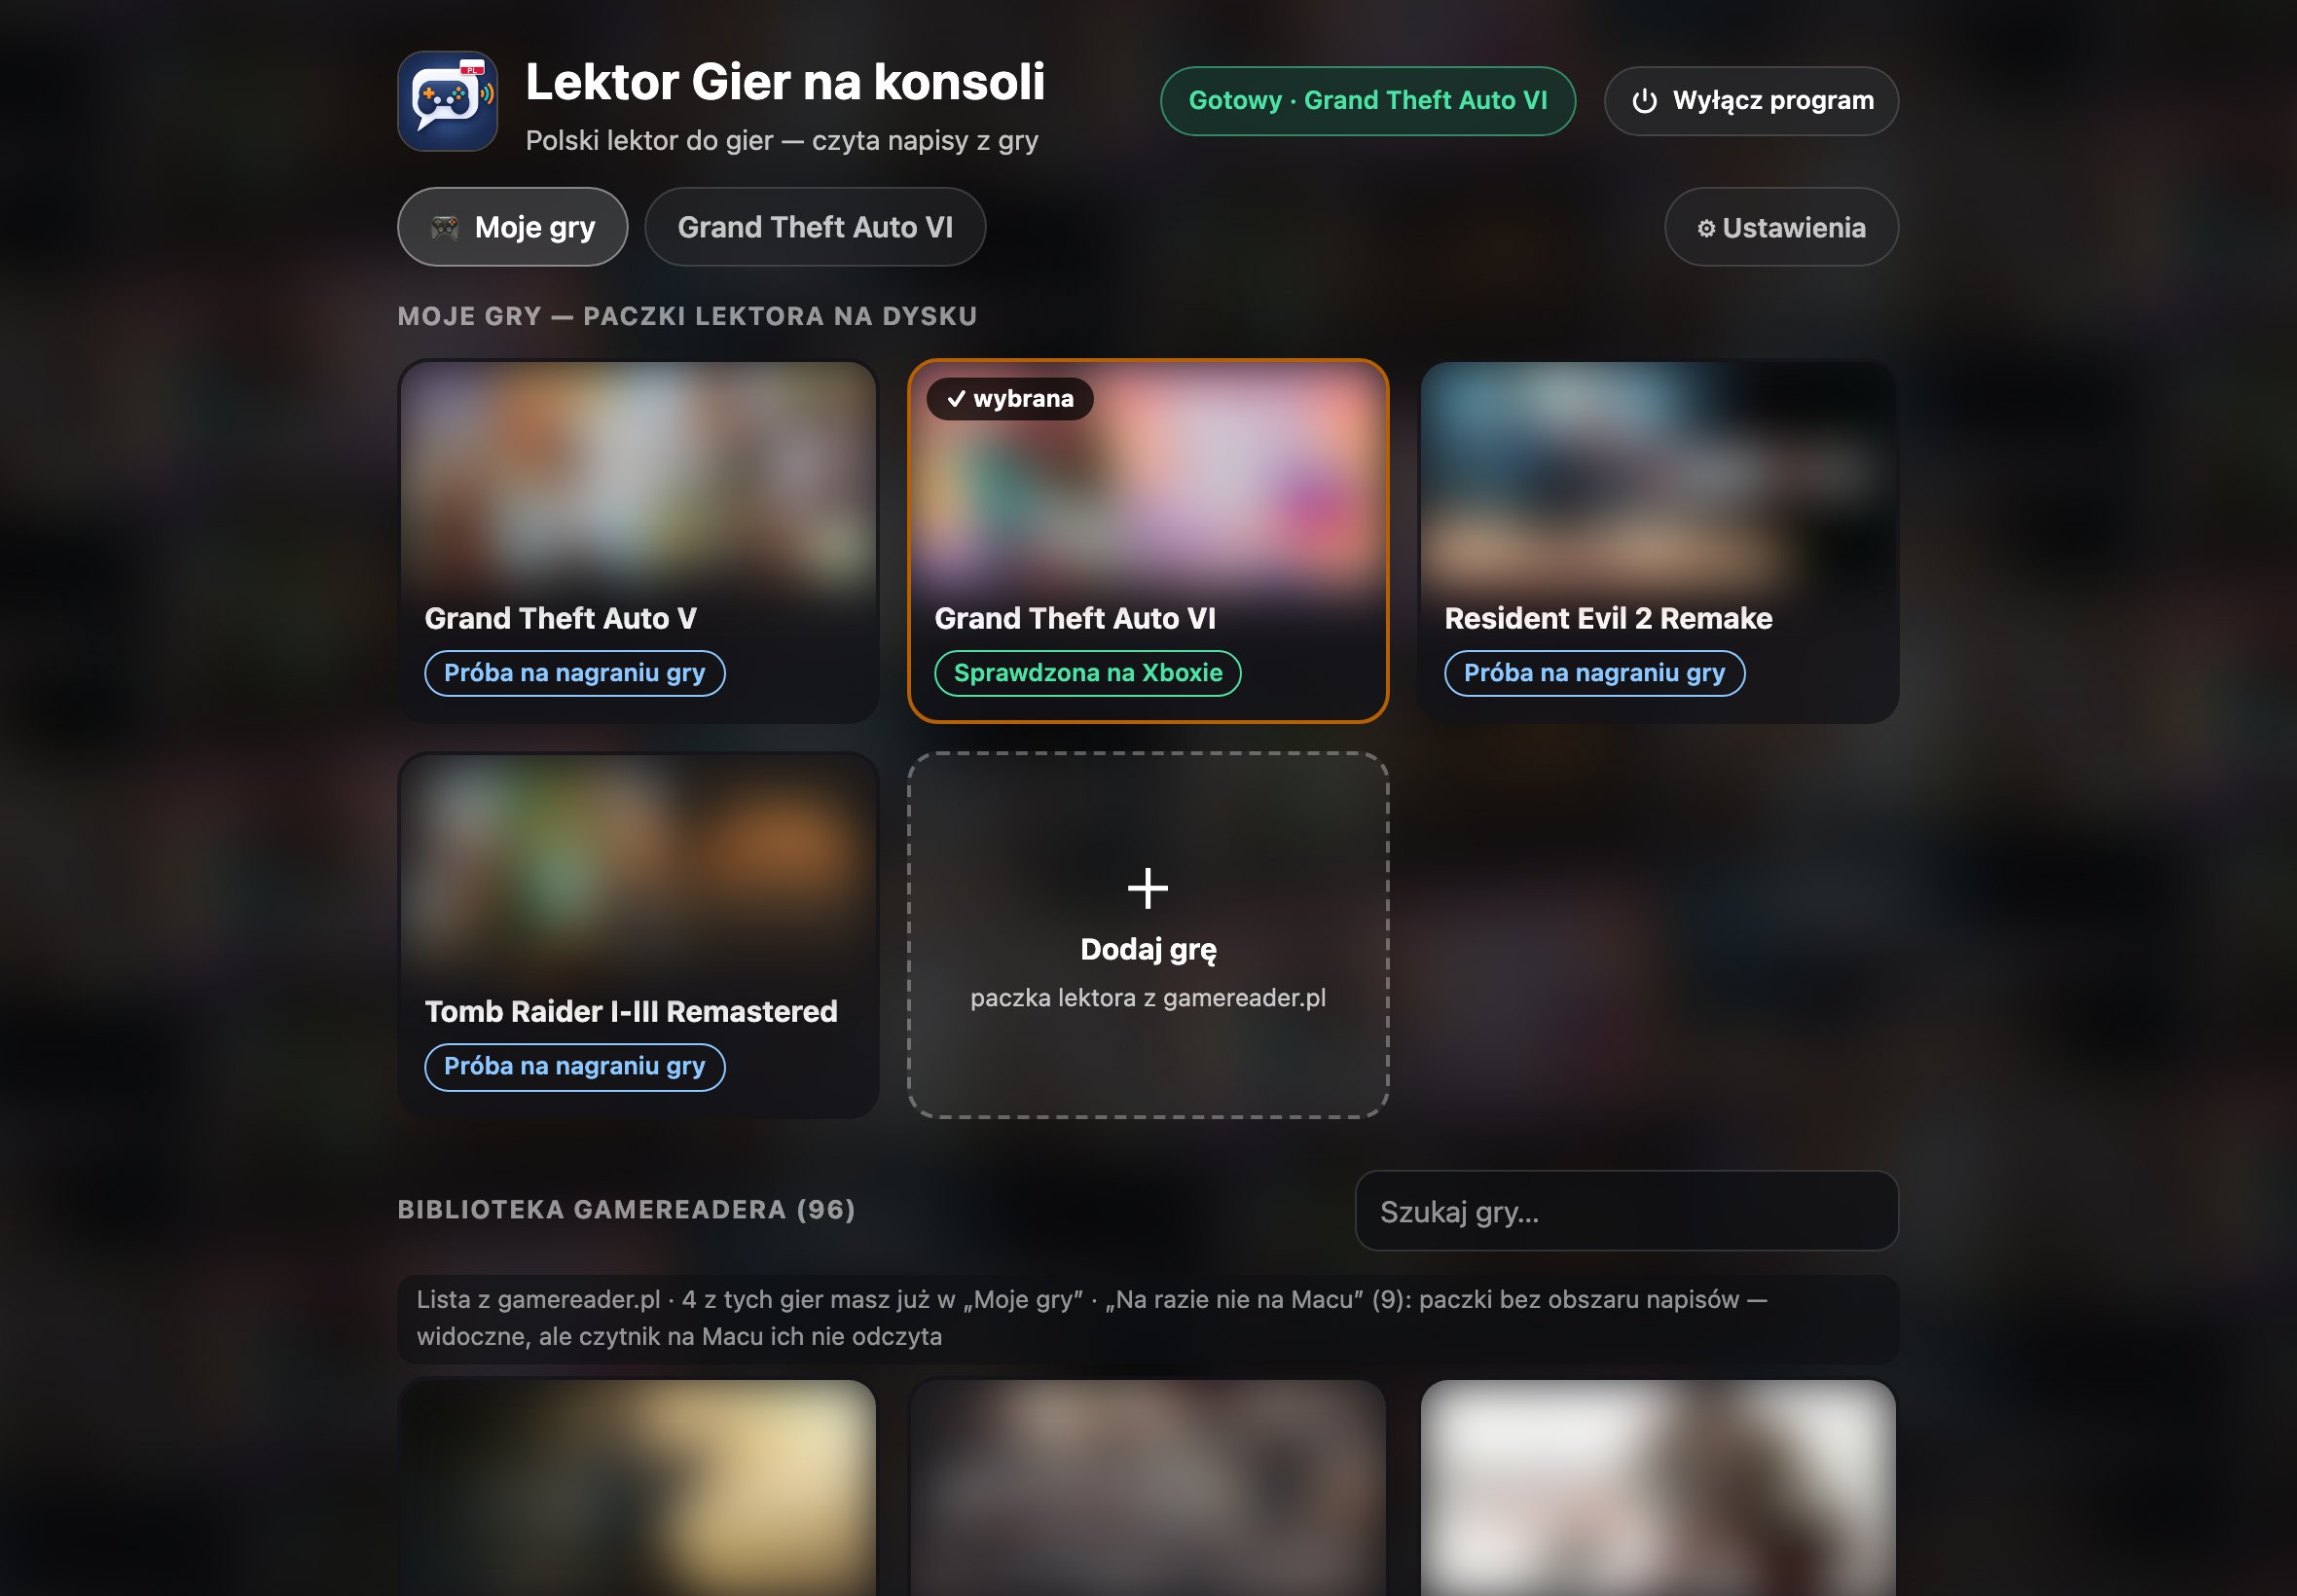 PL
Lektor Gier na konsoli
Polski lektor do gier — czyta napisy z gry
Gotowy · Grand Theft Auto VI
Wyłącz program
Moje gry
Grand Theft Auto VI
Ustawienia
MOJE GRY — PACZKI LEKTORA NA DYSKU
Grand Theft Auto V
Próba na nagraniu gry
✓ wybrana
Grand Theft Auto VI
Sprawdzona na Xboxie
Resident Evil 2 Remake
Próba na nagraniu gry
Tomb Raider I-III Remastered
Próba na nagraniu gry
+
Dodaj grę
paczka lektora z gamereader.pl
BIBLIOTEKA GAMEREADERA (96)
Szukaj gry...
Lista z gamereader.pl · 4 z tych gier masz już w „Moje gry” · „Na razie nie na Macu” (9): paczki bez obszaru napisów —
widoczne, ale czytnik na Macu ich nie odczyta